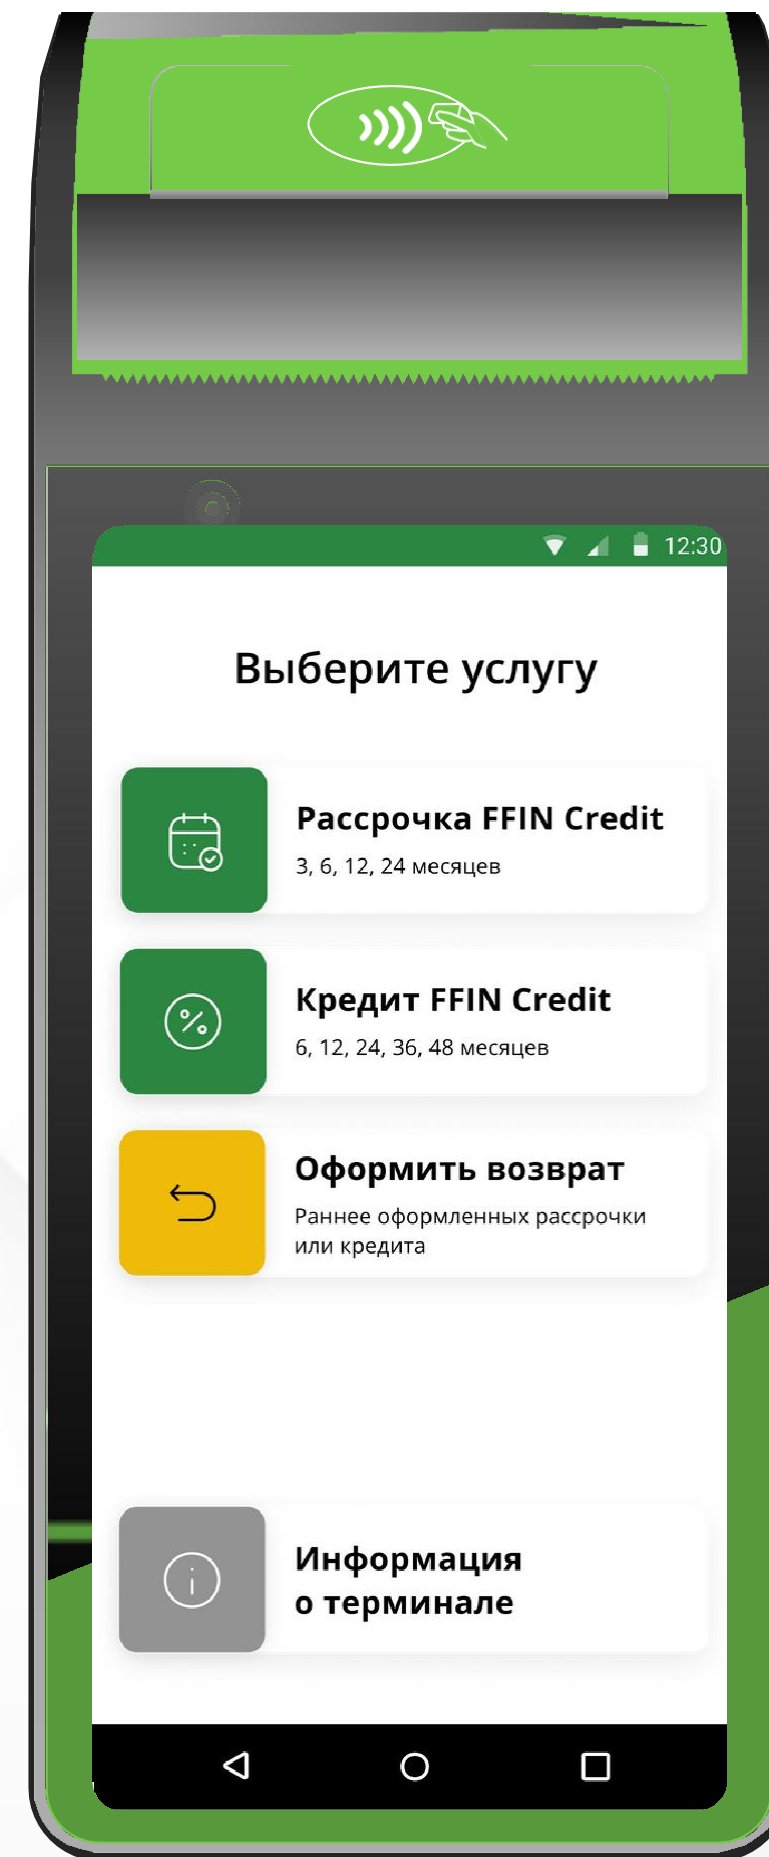 12:30
Выберите услугу
Рассрочка FFIN Credit
3, 6, 12, 24 месяцев
Кредит FFIN Credit
6, 12, 24, 36, 48 месяцев
Оформить возврат
Раннее оформленных рассрочки
или кредита
Информация
о терминале